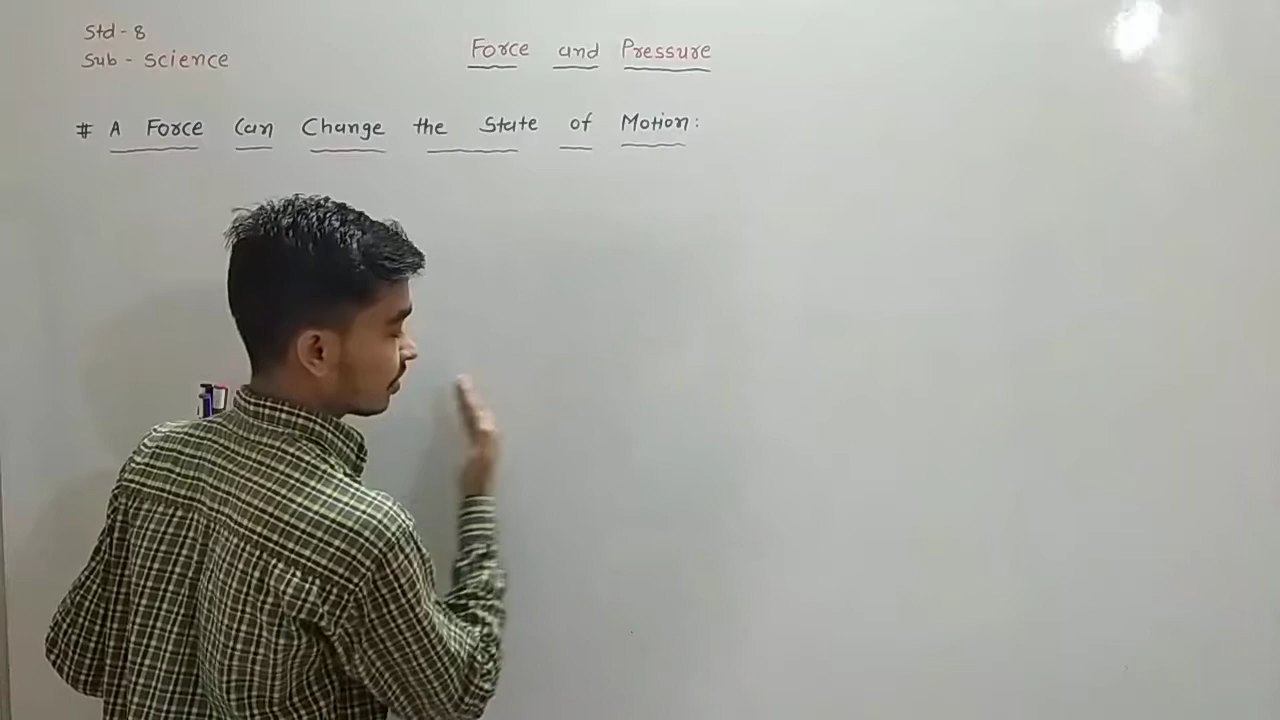 Std - 8
Sub - Science
Force and Pressure
# A Force Can Change the State of Motion: